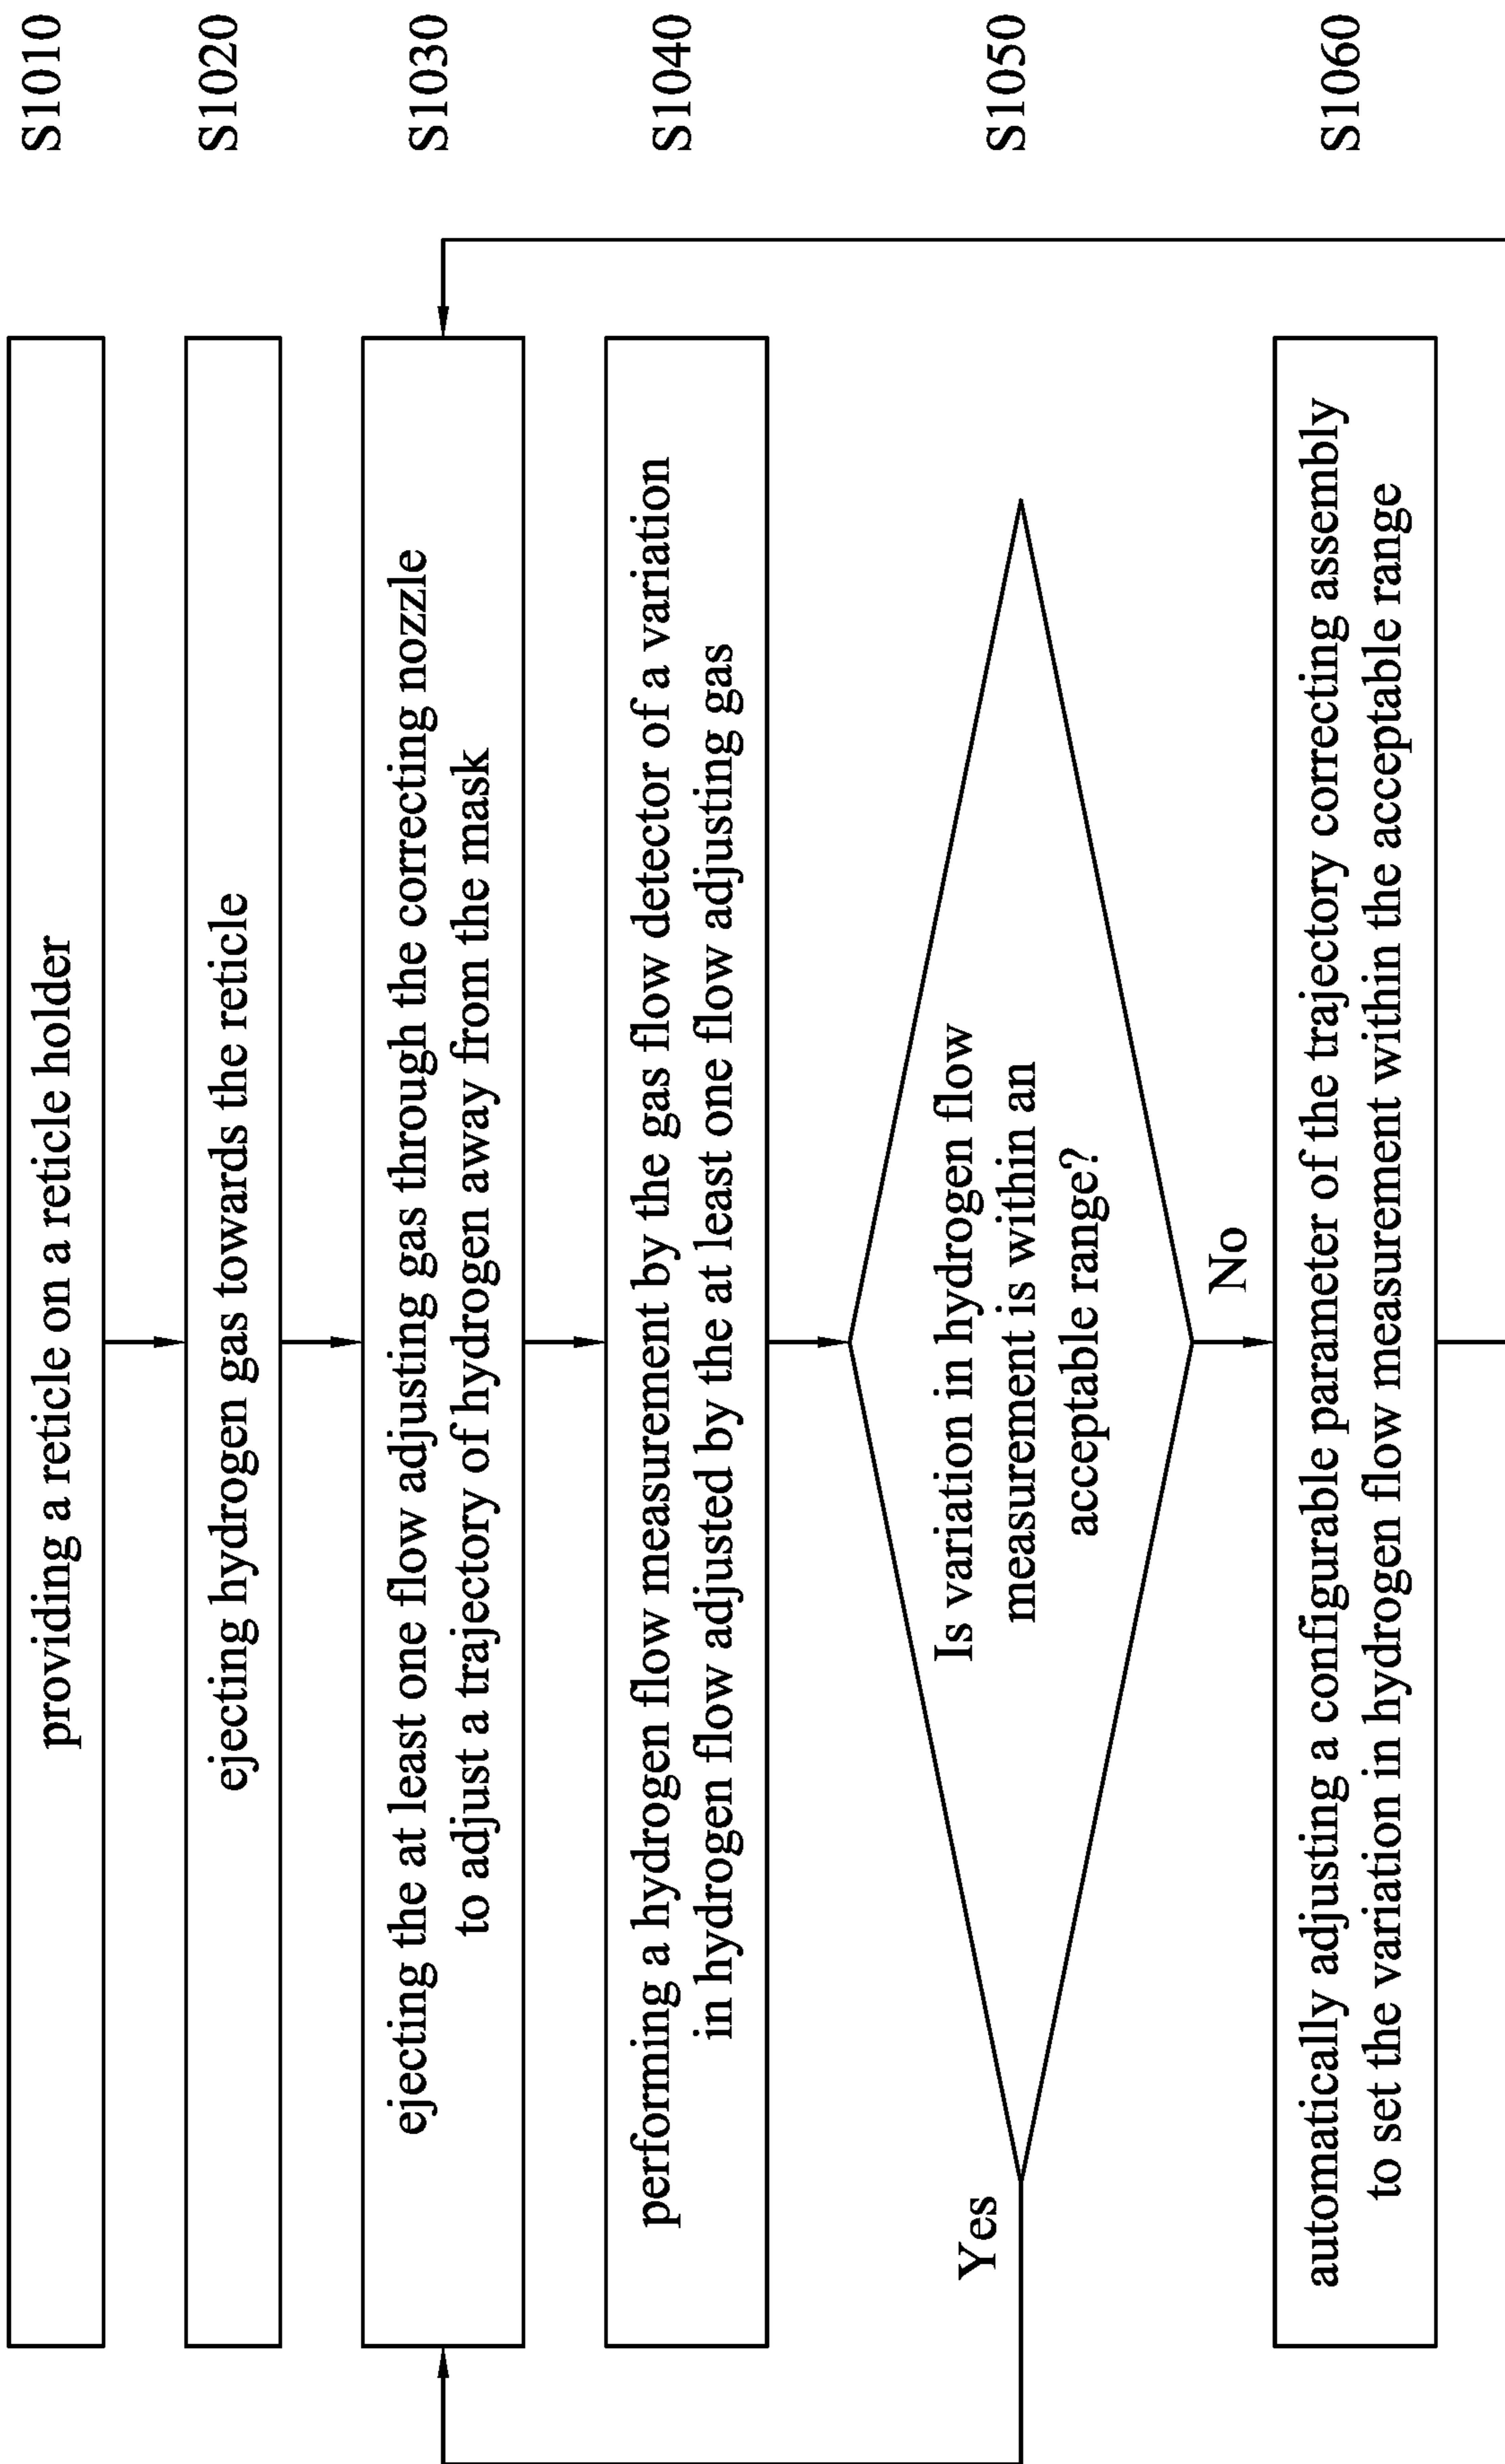 providing a reticle on a reticle holder
S1010
ejecting hydrogen gas towards the reticle
S1020
ejecting the at least one flow adjusting gas through the correcting nozzle
to adjust a trajectory of hydrogen away from the mask
S1030
performing a hydrogen flow measurement by the gas flow detector of a variation
in hydrogen flow adjusted by the at least one flow adjusting gas
S1040
Is variation in hydrogen flow
measurement is within an
acceptable range?
S1050
Yes
No
automatically adjusting a configurable parameter of the trajectory correcting assembly
to set the variation in hydrogen flow measurement within the acceptable range
S1060